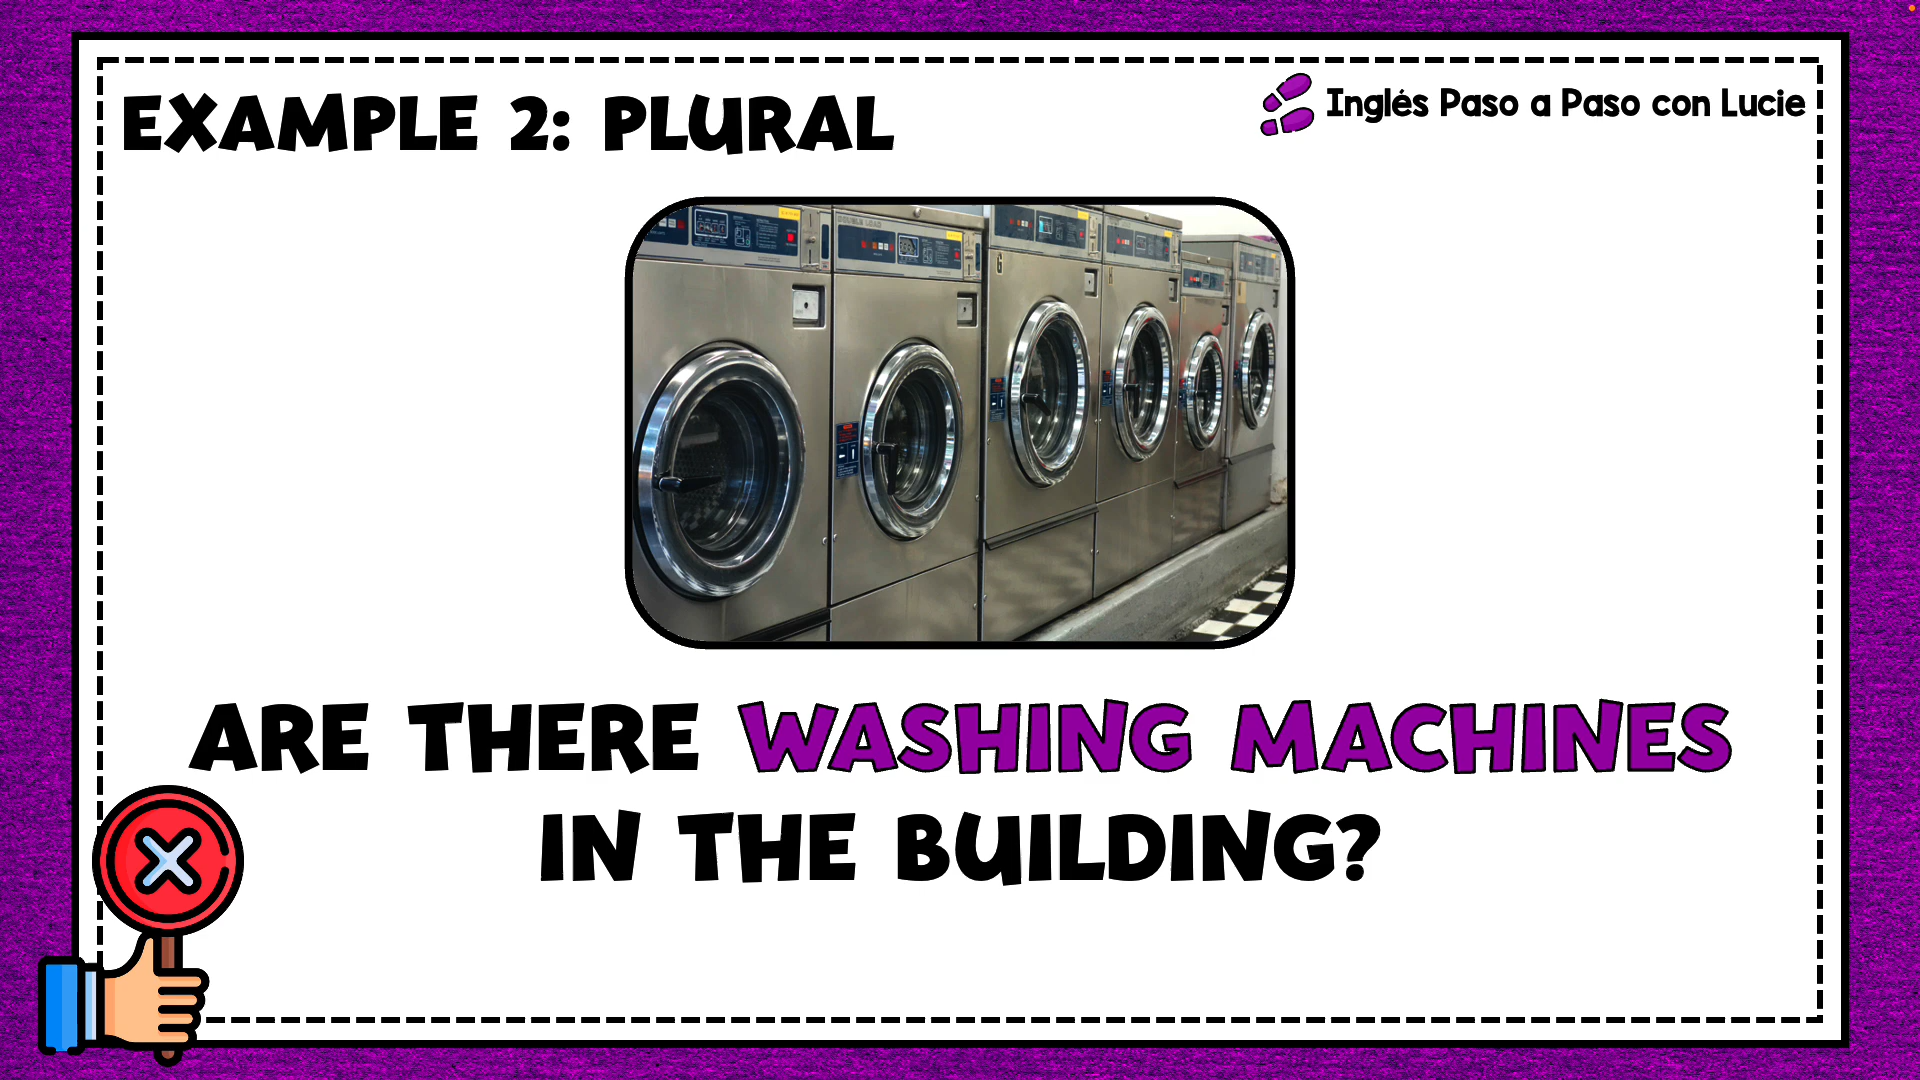 EXAMPLE 2: PLURAL
Inglés Paso a Paso con Lucie
ARE THERE WASHING MACHINES
IN THE BUILDING?